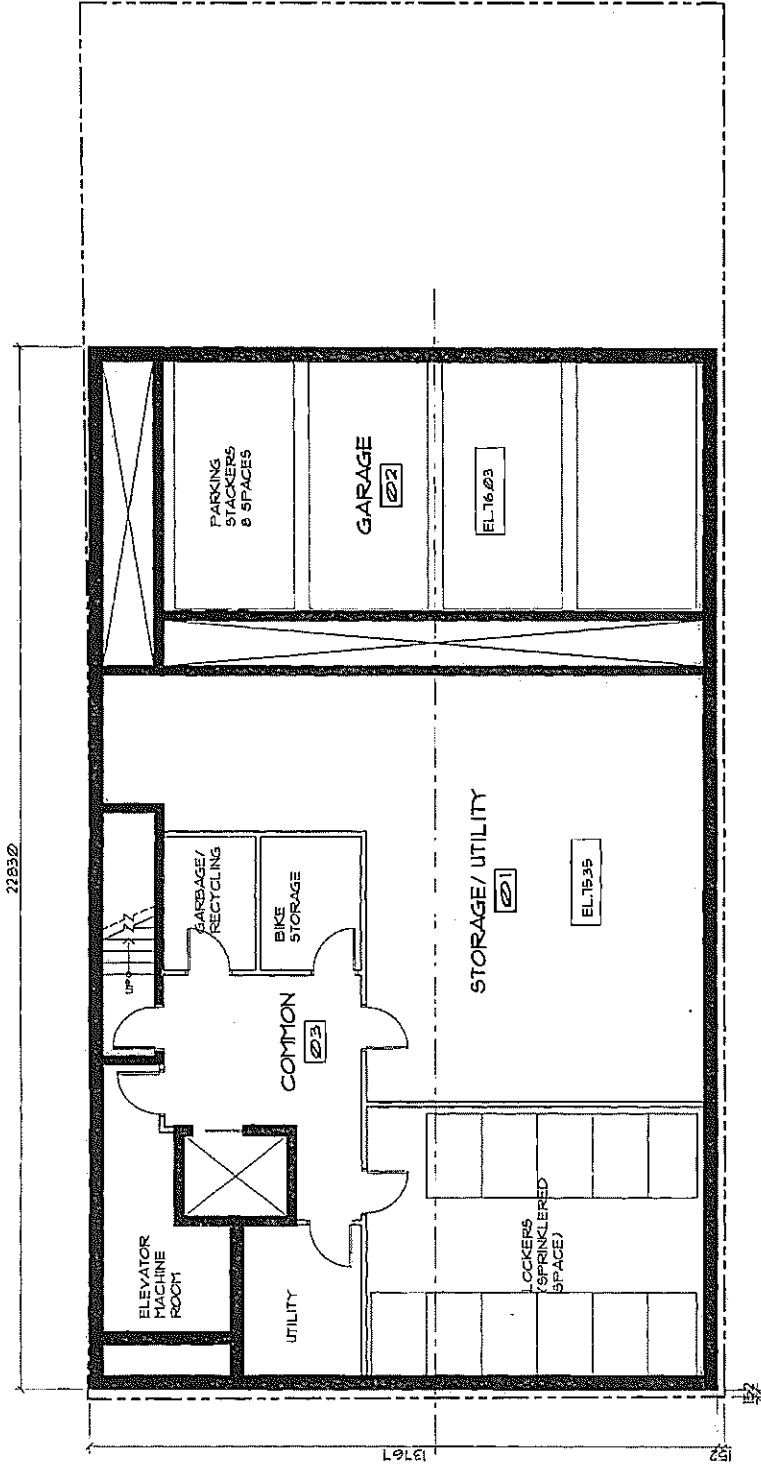 22830
PARKING
STACKERS
8 SPACES
GARAGE
02
EL.76.03
GARBAGE/
RECYCLING
BIKE
STORAGE
STORAGE/ UTILITY
01
EL.75.35
UP
COMMON
03
ELEVATOR
MACHINE
ROOM
UTILITY
LOCKERS
(SPRINKLERED
SPACE)
13767
152
152